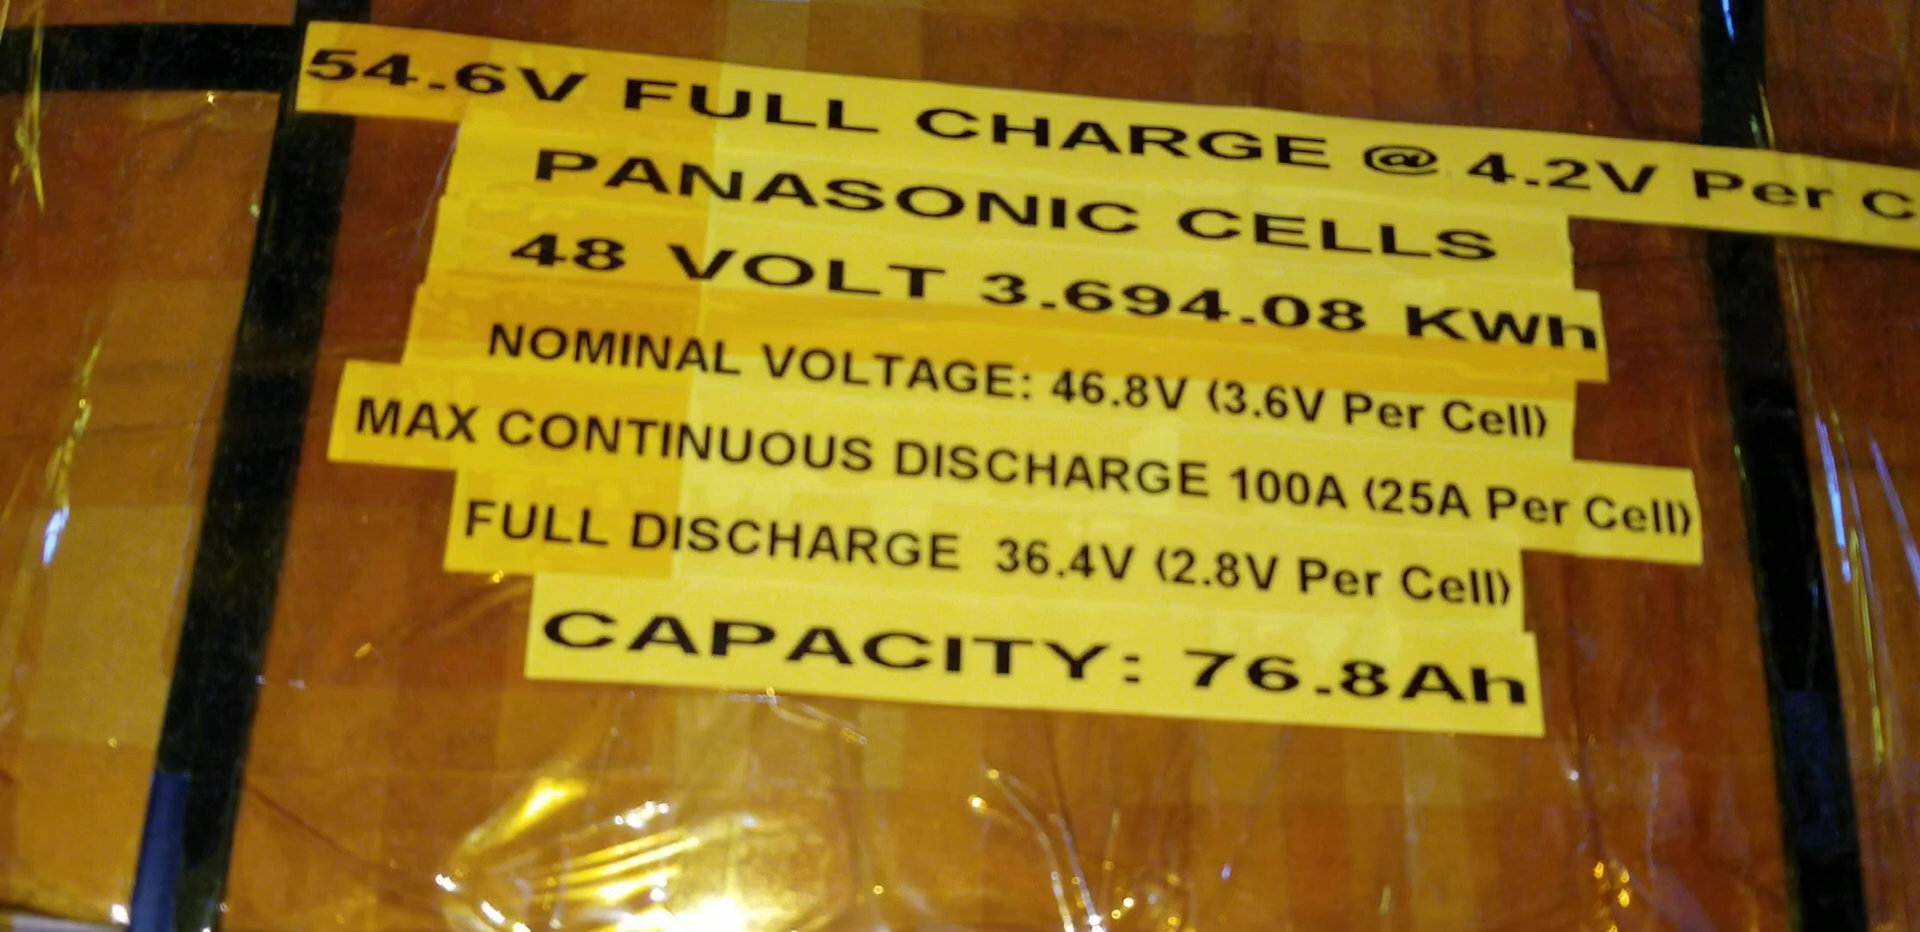 54.6V FULL CHARGE @ 4.2V Per C
PANASONIC CELLS
48 VOLT 3.694.08 KWh
NOMINAL VOLTAGE: 46.8V (3.6V Per Cell)
MAX CONTINUOUS DISCHARGE 100A (25A Per Cell)
FULL DISCHARGE 36.4V (2.8V Per Cell)
CAPACITY: 76.8Ah